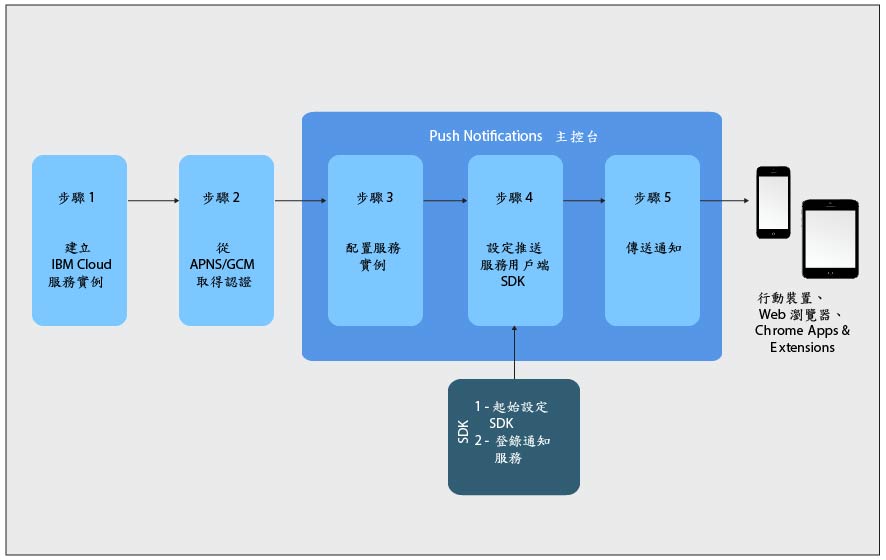 Push Notifications 主控台
步驟 1
建立
IBM Cloud
服務實例
步驟 2
從
APNS/GCM
取得認證
步驟 3
配置服務
實例
步驟 4
設定推送
服務用戶端
SDK
步驟 5
傳送通知
行動裝置、
Web 瀏覽器、
Chrome Apps &
Extensions
SDK
1 - 起始設定
SDK
2 - 登錄通知
服務